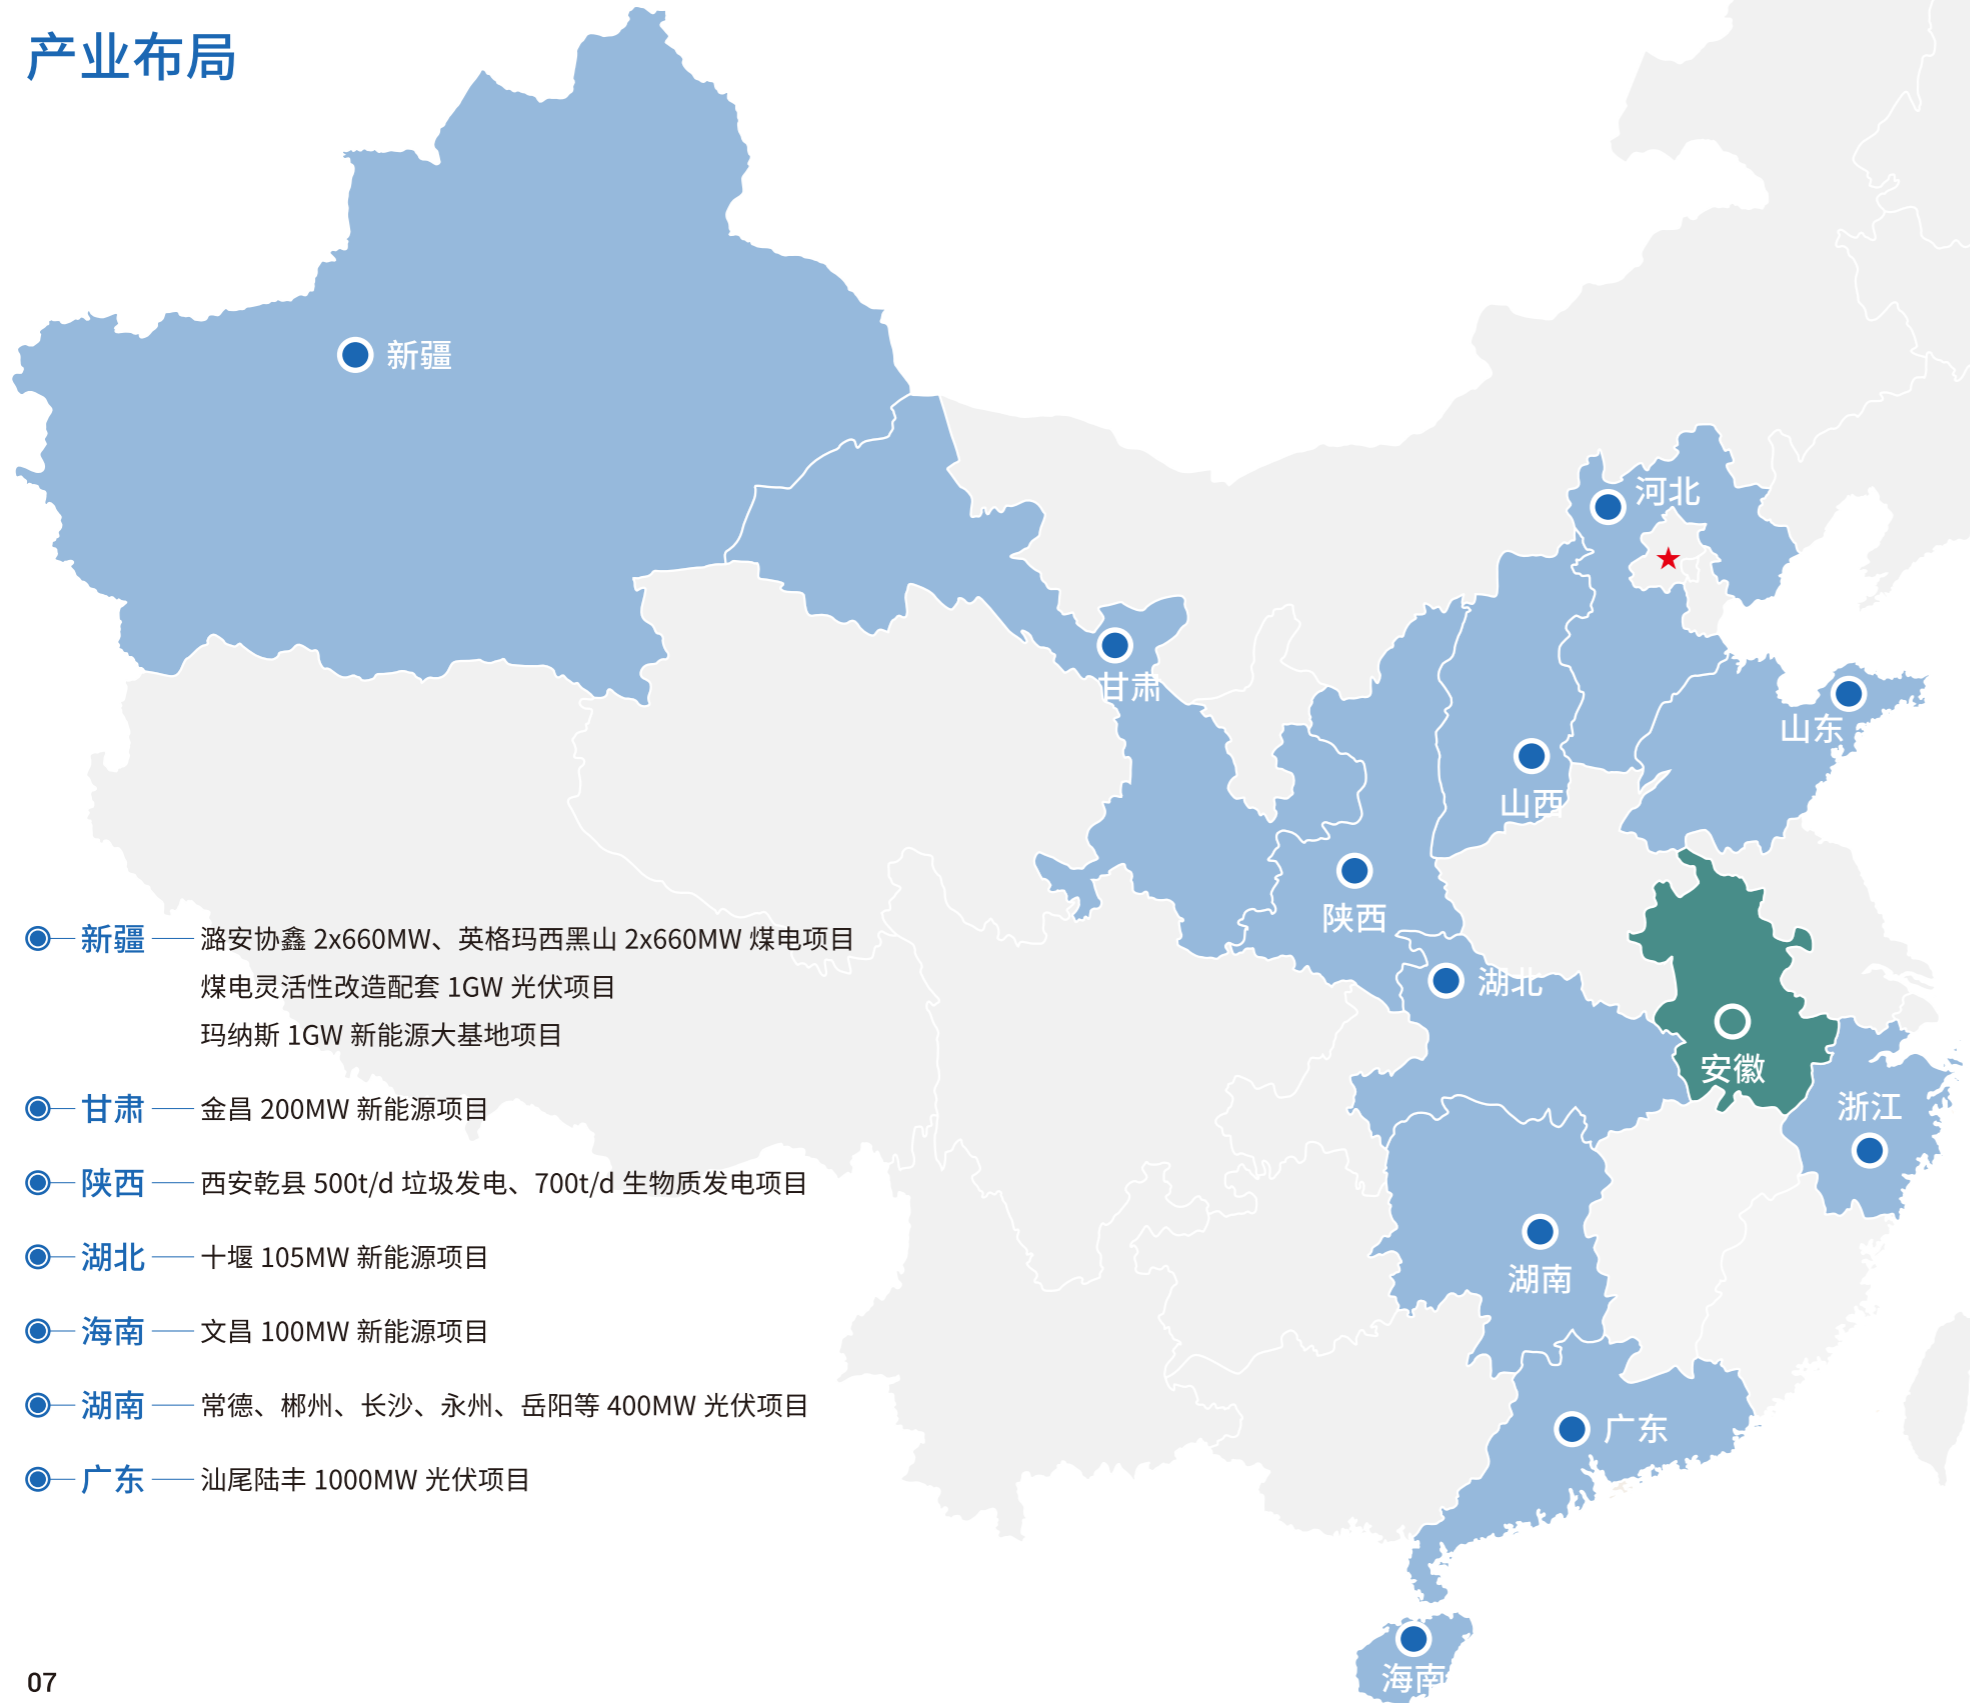 产业布局
新疆
河北
甘肃
山东
山西
陕西
湖北
安徽
浙江
湖南
广东
海南
新疆 潞安协鑫 2x660MW、英格玛西黑山 2x660MW 煤电项目
煤电灵活性改造配套 1GW 光伏项目
玛纳斯 1GW 新能源大基地项目
甘肃 金昌 200MW 新能源项目
陕西 西安乾县 500t/d 垃圾发电、700t/d 生物质发电项目
湖北 十堰 105MW 新能源项目
海南 文昌 100MW 新能源项目
湖南 常德、郴州、长沙、永州、岳阳等 400MW 光伏项目
广东 汕尾陆丰 1000MW 光伏项目
07